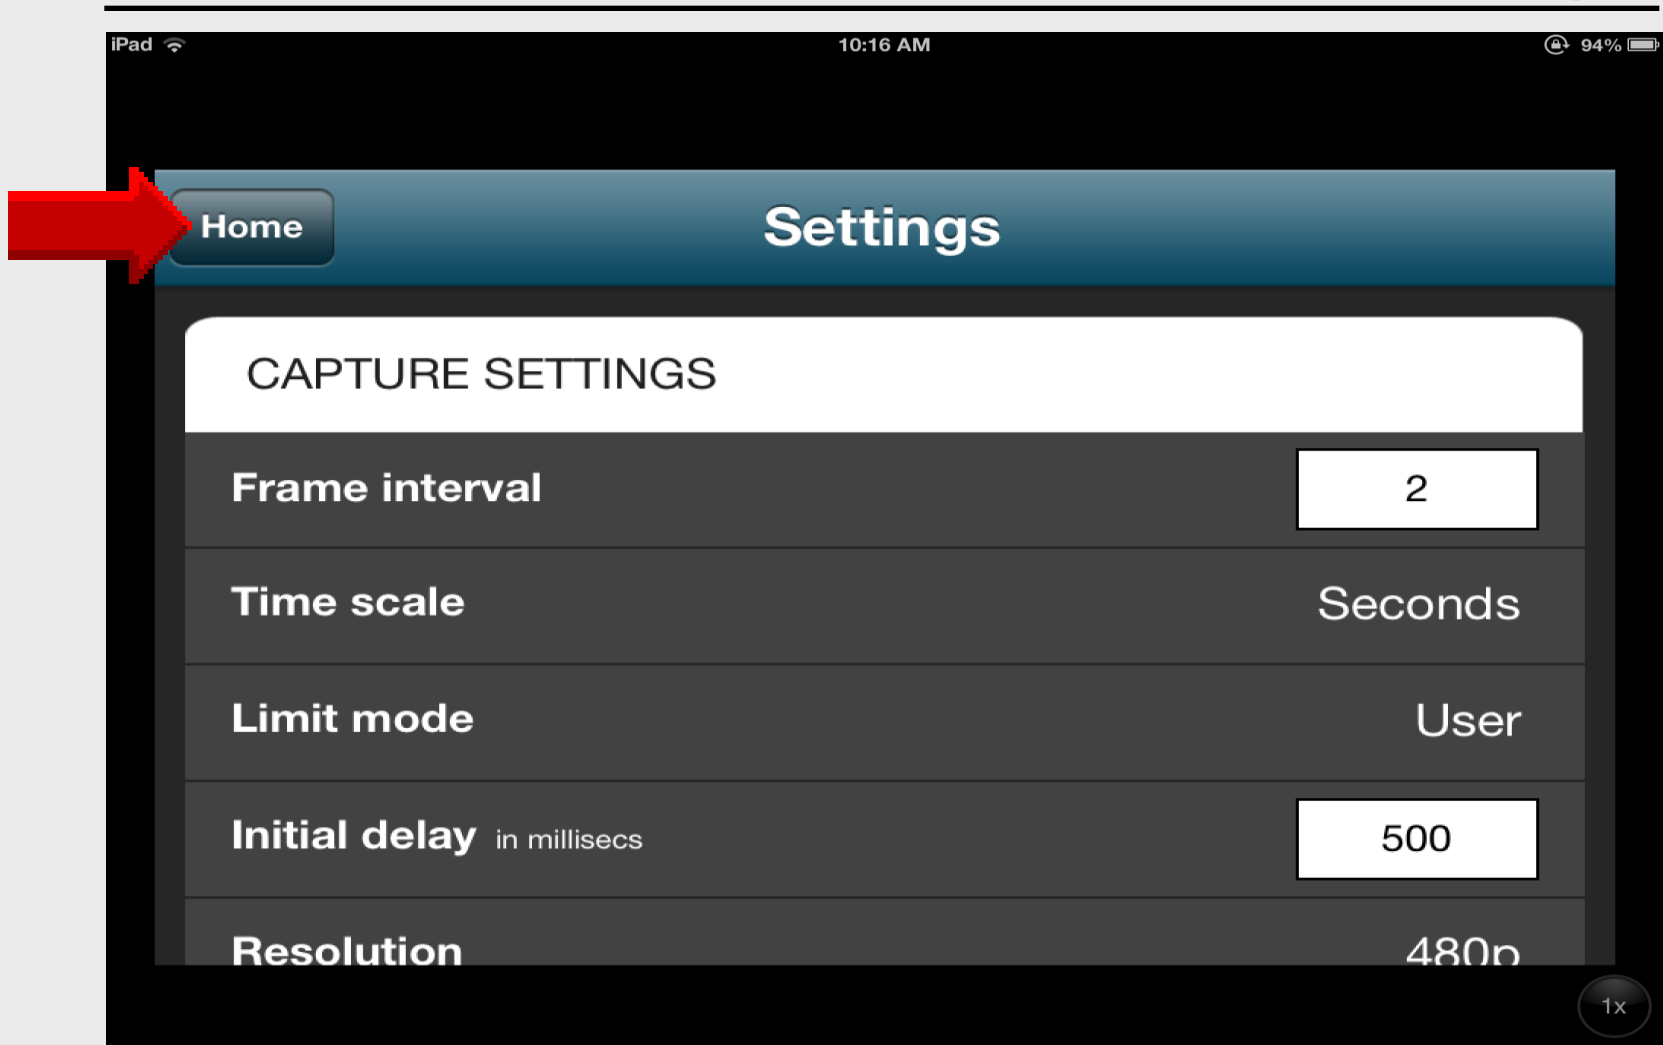 iPad 10:16 AM 94%
Home Settings
CAPTURE SETTINGS
Frame interval 2
Time scale Seconds
Limit mode User
Initial delay in millisecs 500
Resolution 480p
1x